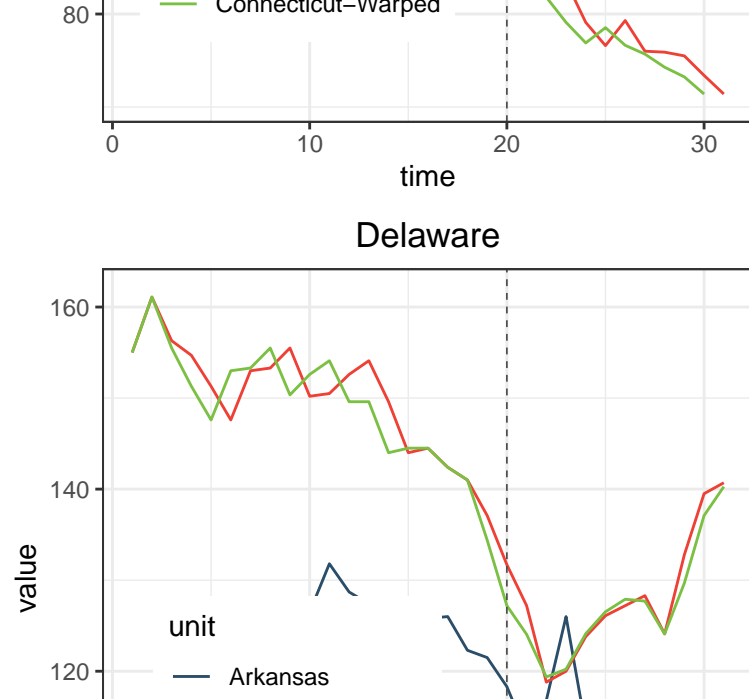 80
Connecticut−Warped
0 10 20 30
time
Delaware
160
140
120
value
unit
Arkansas